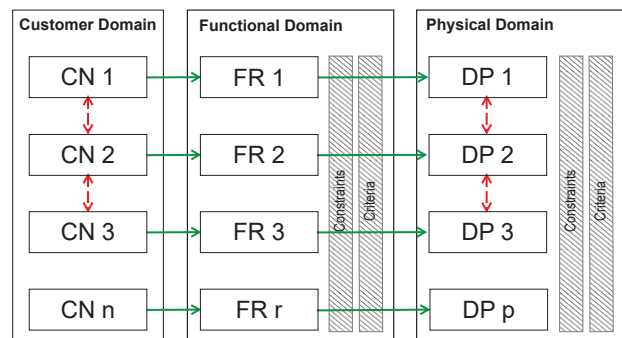 Customer Domain
Functional Domain
Physical Domain
CN 1
FR 1
DP 1
CN 2
FR 2
DP 2
CN 3
FR 3
DP 3
CN n
FR r
DP p
Constraints
Criteria
Constraints
Criteria